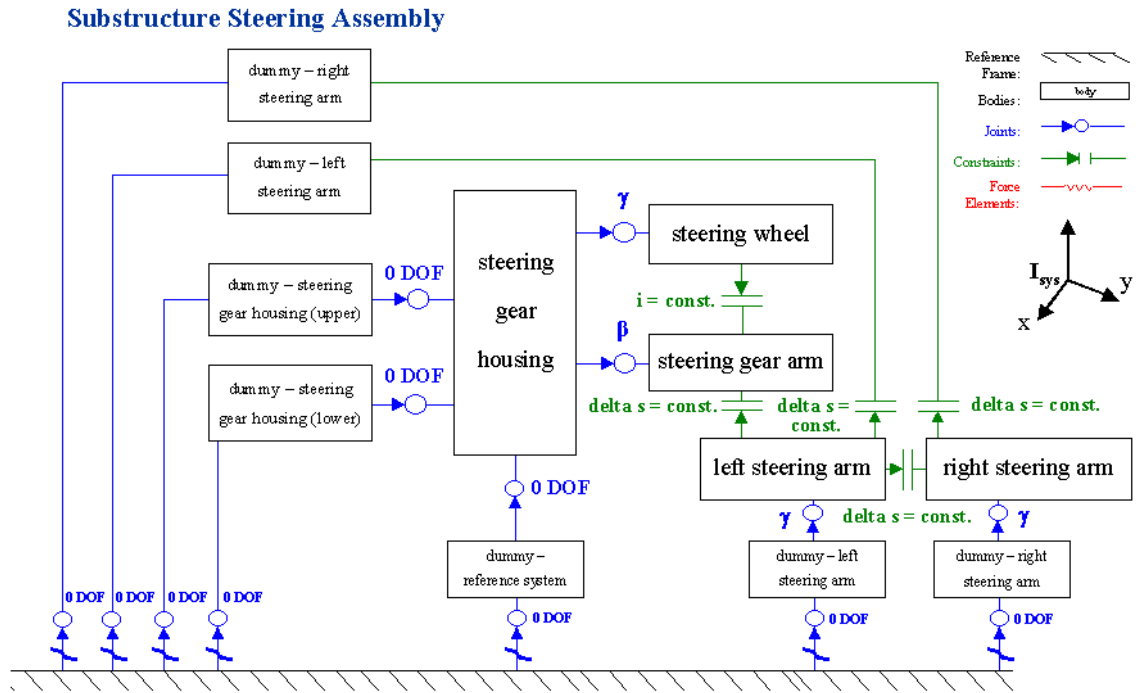 Substructure Steering Assembly
dummy – right
steering arm
dummy – left
steering arm
dummy – steering
gear housing (upper)
0 DOF
dummy – steering
gear housing (lower)
0 DOF
steering
gear
housing
γ
steering wheel
i = const.
β
steering gear arm
delta s = const.
delta s =
const.
delta s = const.
left steering arm
right steering arm
delta s = const.
0 DOF
γ
γ
dummy –
reference system
dummy – left
steering arm
dummy – right
steering arm
0 DOF
0 DOF
0 DOF
0 DOF
0 DOF
0 DOF
0 DOF
Reference
Frame:
Bodies:
body
Joints:
Constraints:
Force
Elements:
Isys
y
x